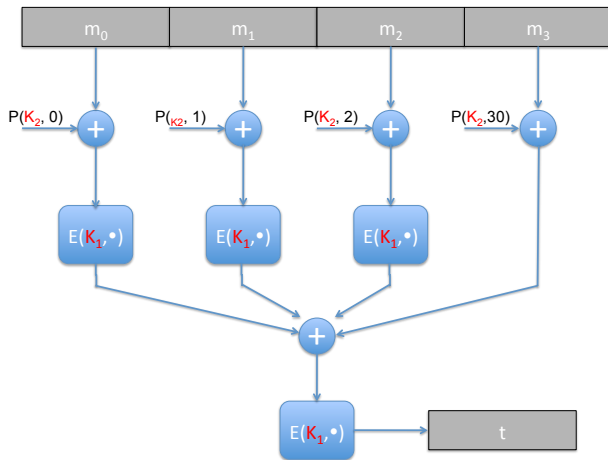 m₀ m₁ m₂ m₃
P(K₂, 0) + P(K₂, 1) + P(K₂, 2) + P(K₂,30) +
E(K₁,•) E(K₁,•) E(K₁,•)
+
E(K₁,•) t